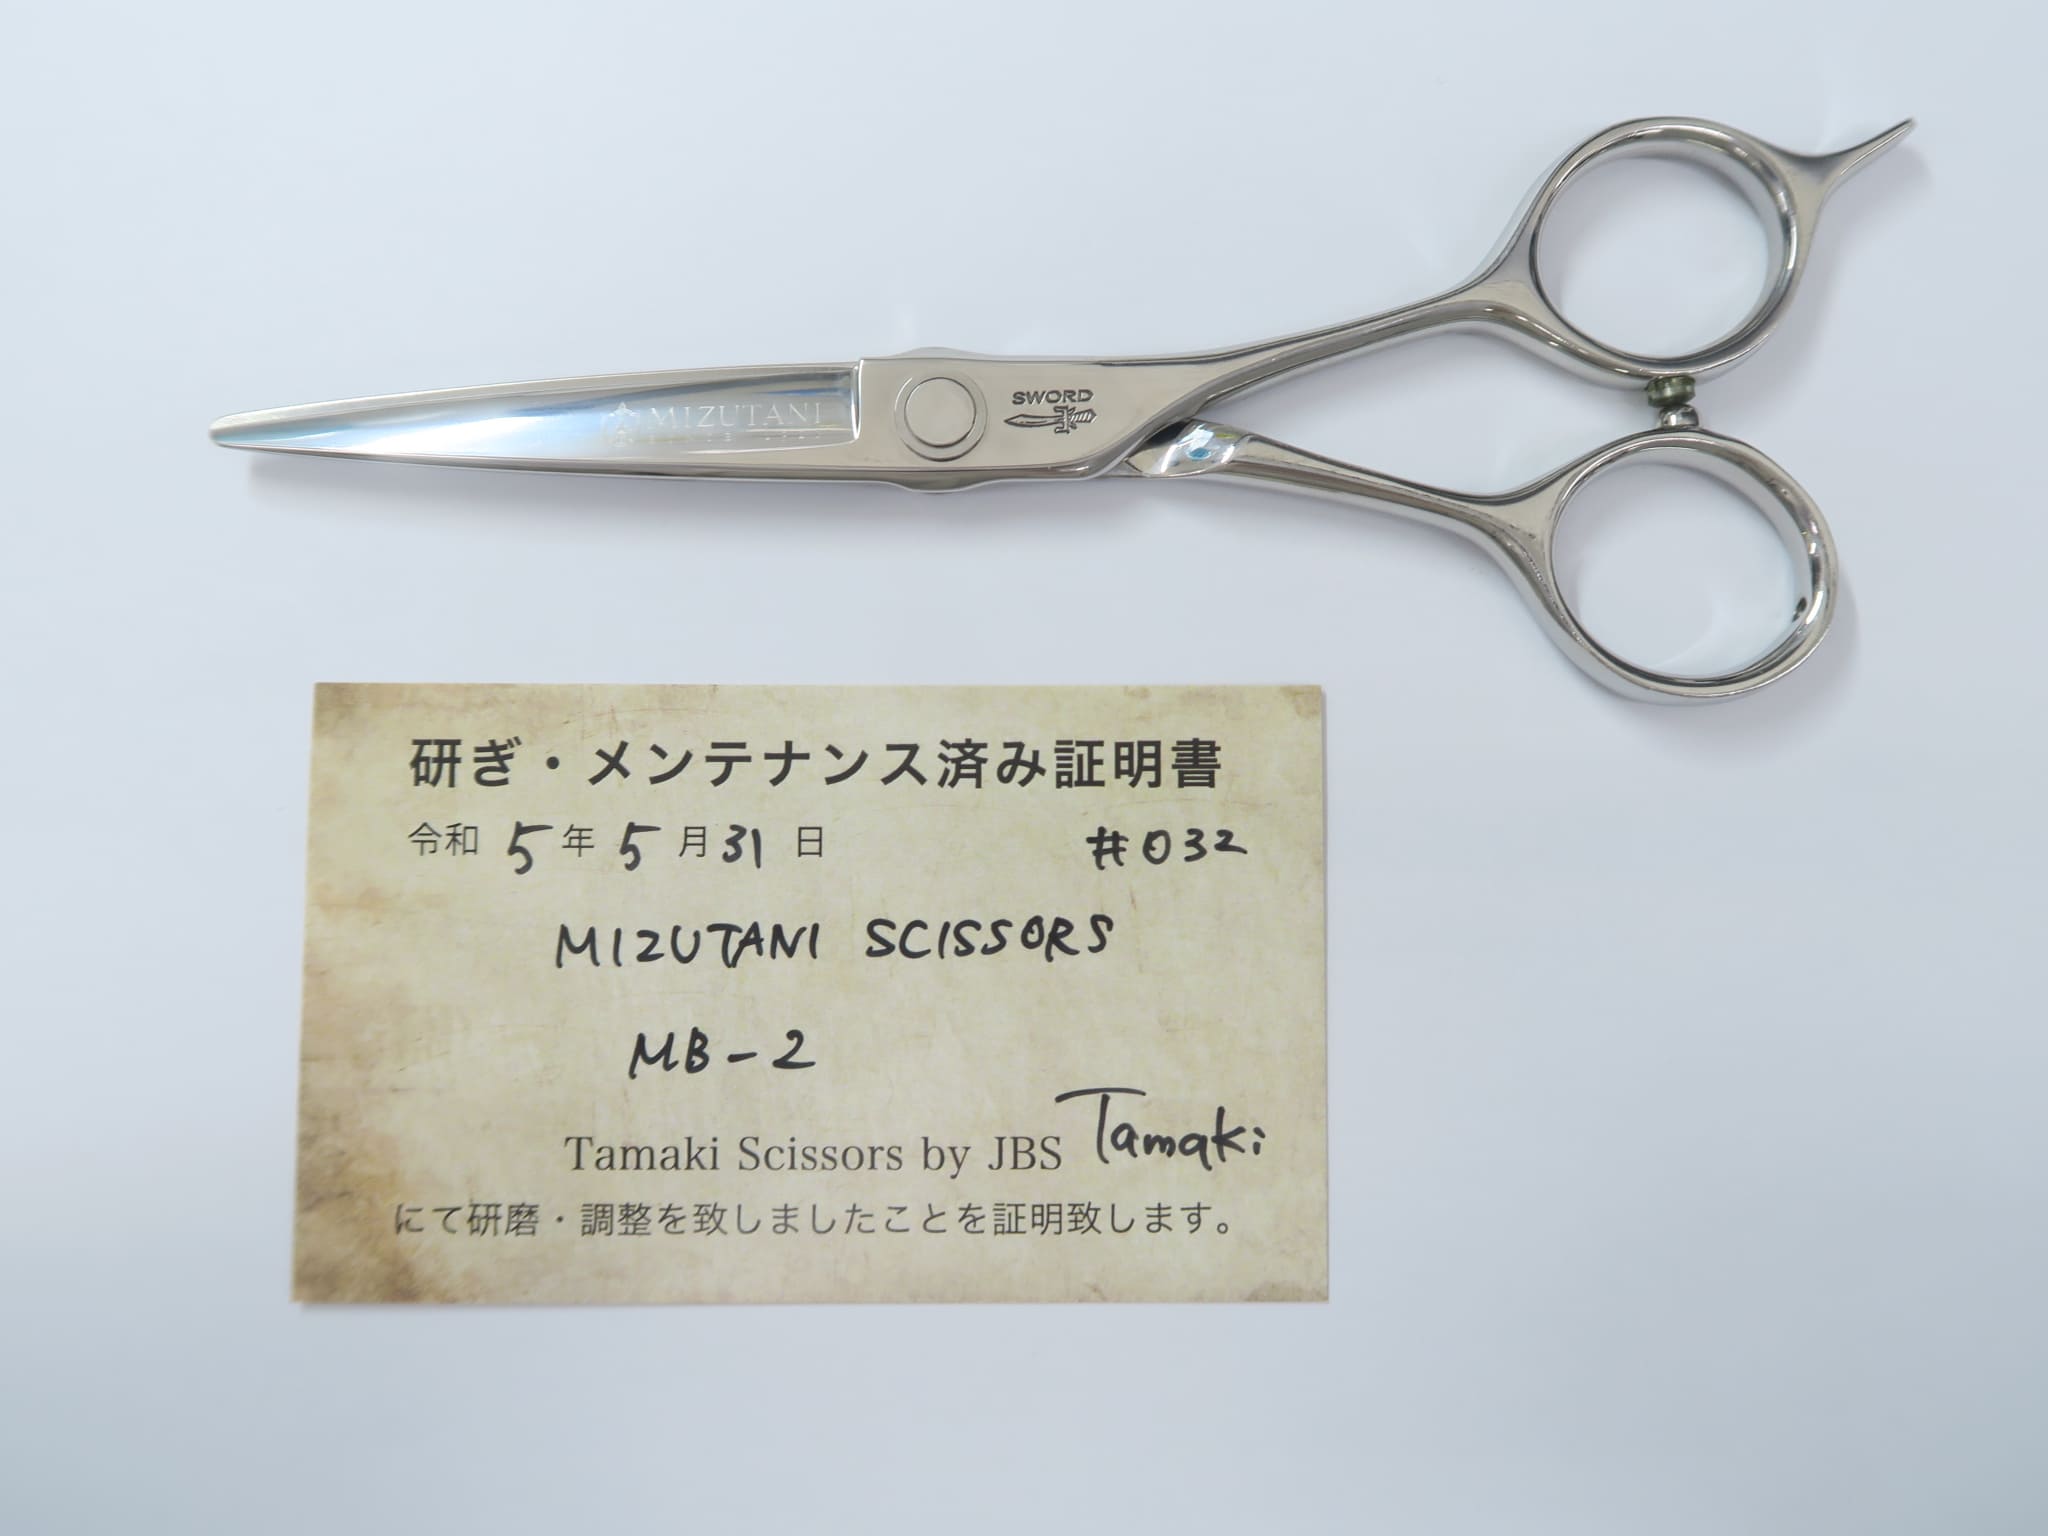 MIZUTANI
SWORD
研ぎ・メンテナンス済み証明書
令和 5 年 5 月 31 日 #032
MIZUTANI SCISSORS
MB-2
Tamaki Scissors by JBS Tamaki
にて研磨・調整を致しましたことを証明致します。